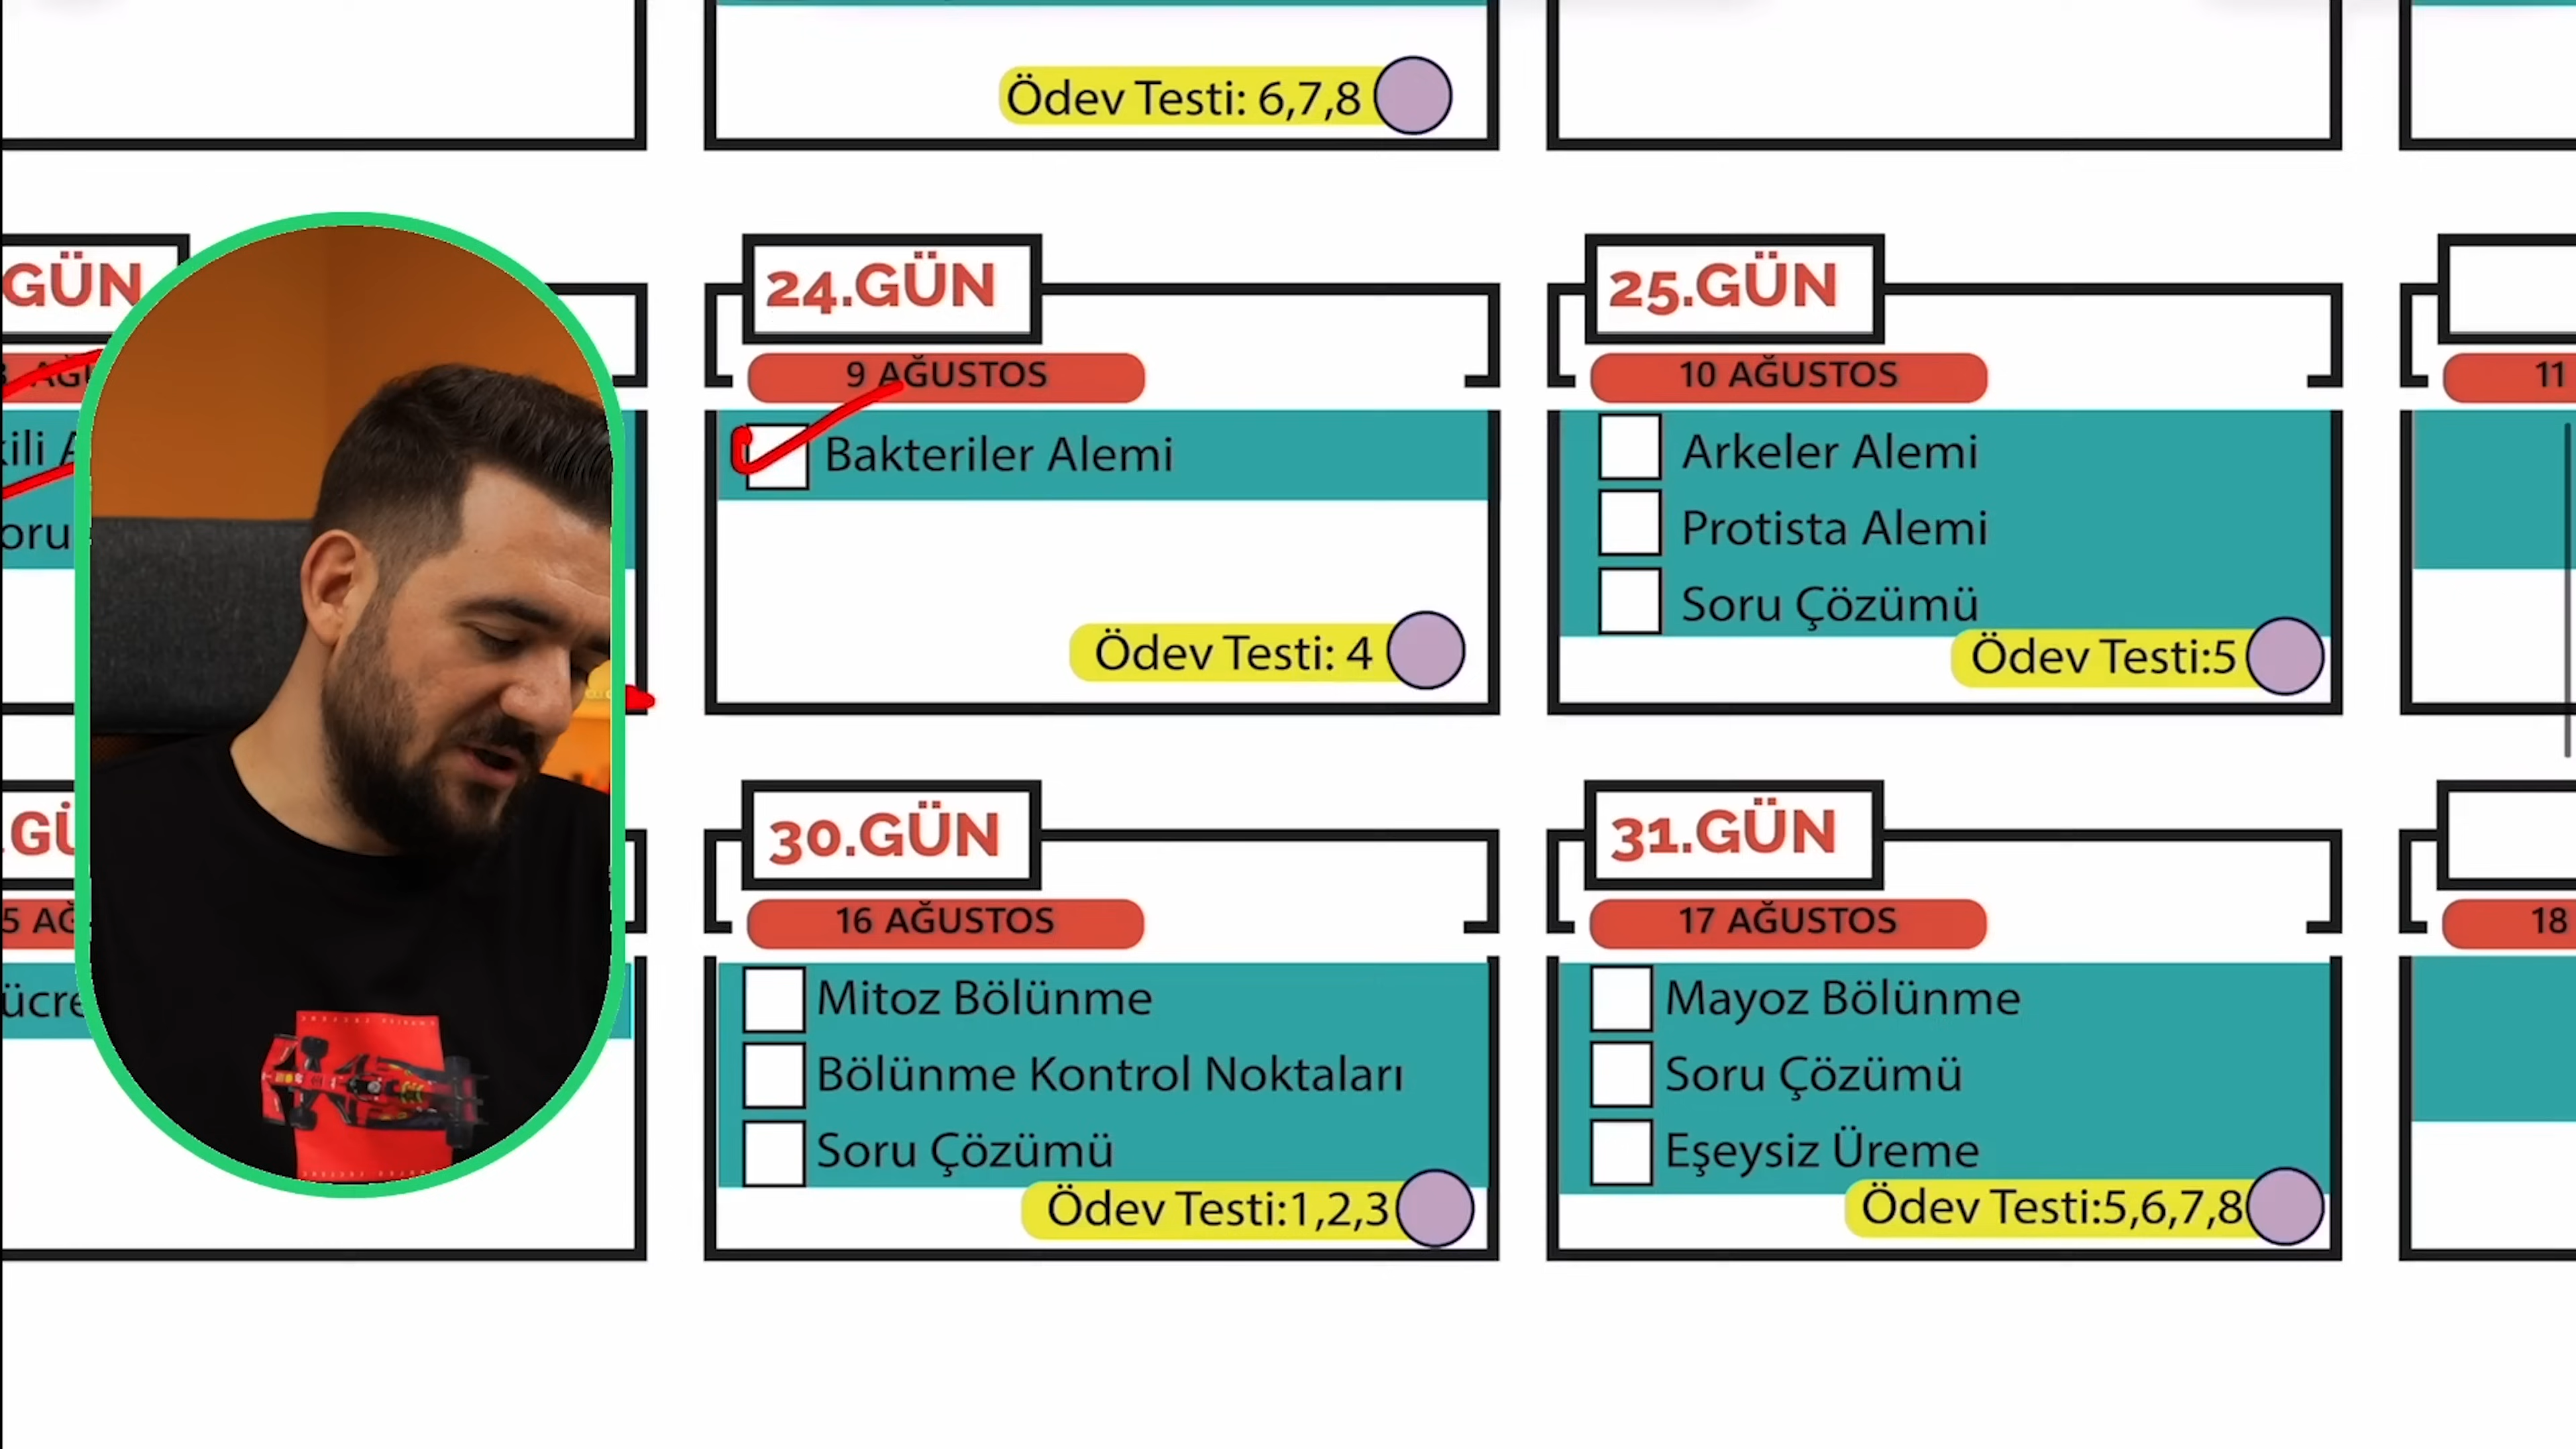 Ödev Testi: 6,7,8
GÜN
24.GÜN
9 AĞUSTOS
Bakteriler Alemi
Ödev Testi: 4
25.GÜN
10 AĞUSTOS
Arkeler Alemi
Protista Alemi
Soru Çözümü
Ödev Testi:5
11
30.GÜN
16 AĞUSTOS
Mitoz Bölünme
Bölünme Kontrol Noktaları
Soru Çözümü
Ödev Testi:1,2,3
31.GÜN
17 AĞUSTOS
Mayoz Bölünme
Soru Çözümü
Eşeysiz Üreme
Ödev Testi:5,6,7,8
18